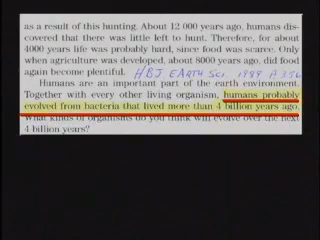 as a result of this hunting. About 12 000 years ago, humans dis-
covered that there was little left to hunt. Therefore, for about
4000 years life was probably hard, since food was scarce. Only
when agriculture was developed, about 8000 years ago, did food
again become plentiful. HBJ EARTH SCI. 1989 P 356
Humans are an important part of the earth environment.
Together with every other living organism, humans probably
evolved from bacteria that lived more than 4 billion years ago.
What kinds of organisms do you think will evolve over the next
4 billion years?